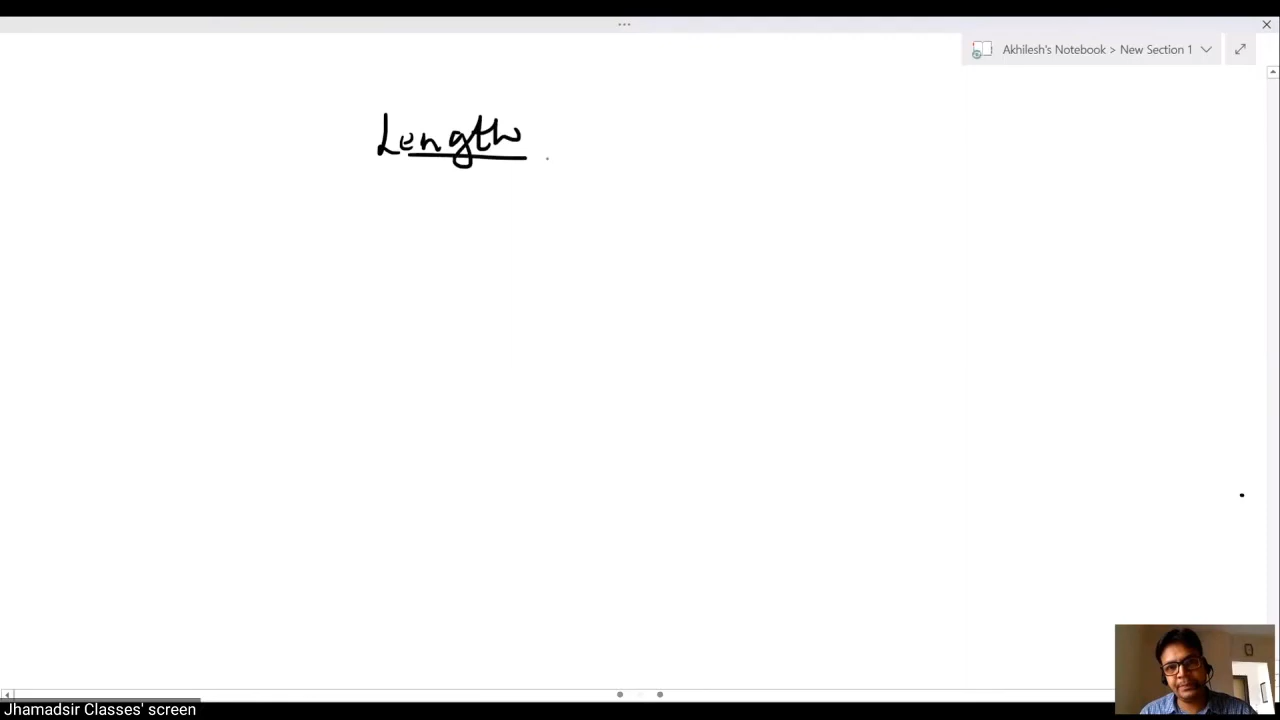 Akhilesh's Notebook > New Section 1
Length
Jhamadsir Classes' screen